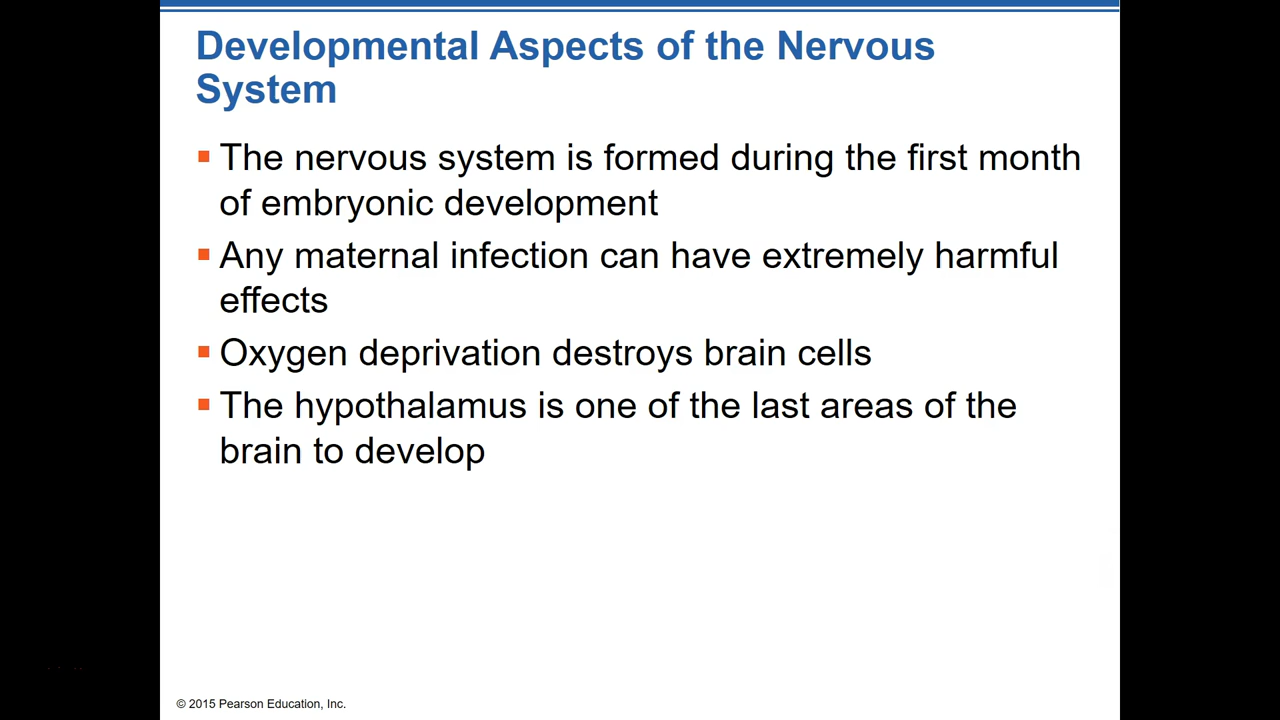 Developmental Aspects of the Nervous
System
▪ The nervous system is formed during the first month
of embryonic development
▪ Any maternal infection can have extremely harmful
effects
▪ Oxygen deprivation destroys brain cells
▪ The hypothalamus is one of the last areas of the
brain to develop
© 2015 Pearson Education, Inc.